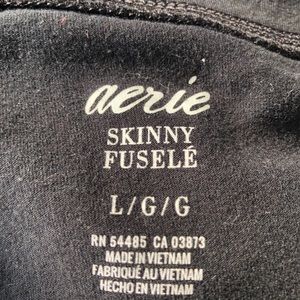 aerie
SKINNY
FUSELÉ
L/G/G
RN 54485 CA 03873
MADE IN VIETNAM
FABRIQUÉ AU VIETNAM
HECHO EN VIETNAM